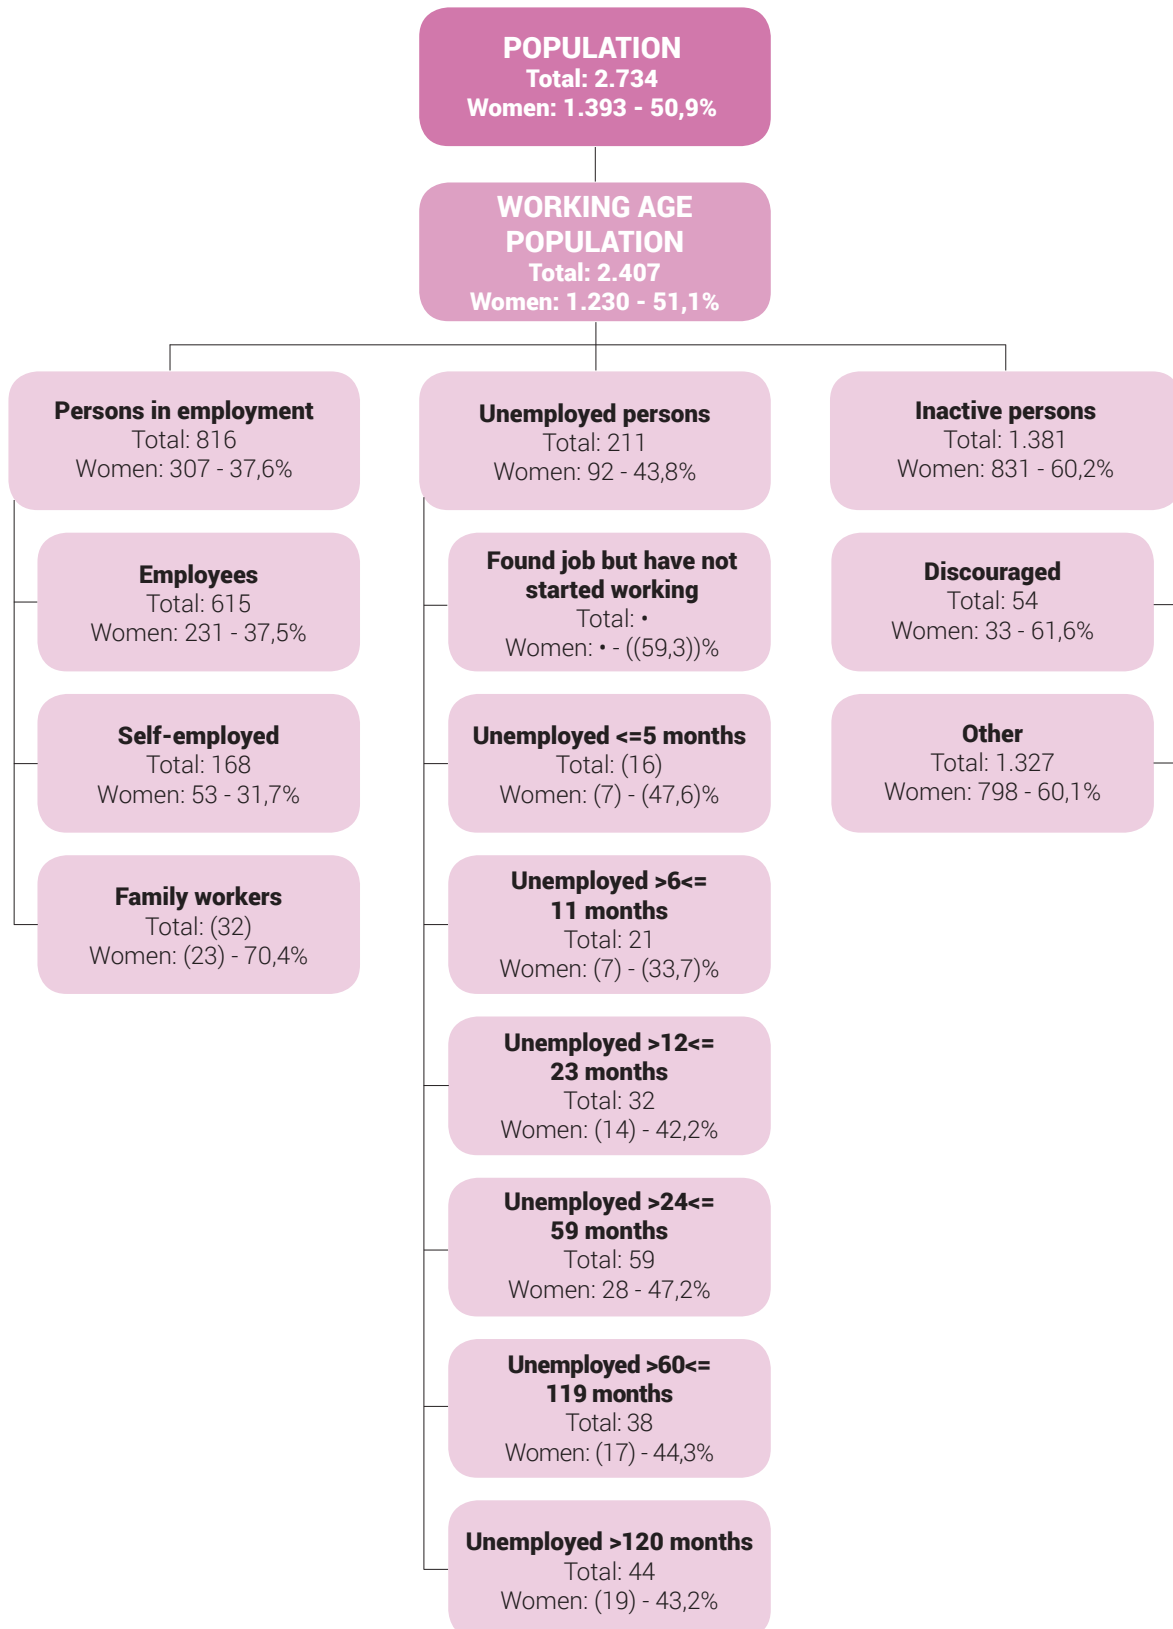 POPULATION
Total: 2.734
Women: 1.393 - 50,9%
WORKING AGE
POPULATION
Total: 2.407
Women: 1.230 - 51,1%
Persons in employment
Total: 816
Women: 307 - 37,6%
Employees
Total: 615
Women: 231 - 37,5%
Self-employed
Total: 168
Women: 53 - 31,7%
Family workers
Total: (32)
Women: (23) - 70,4%
Unemployed persons
Total: 211
Women: 92 - 43,8%
Found job but have not
started working
Total: •
Women: • - ((59,3))%
Unemployed <=5 months
Total: (16)
Women: (7) - (47,6)%
Unemployed >6<=
11 months
Total: 21
Women: (7) - (33,7)%
Unemployed >12<=
23 months
Total: 32
Women: (14) - 42,2%
Unemployed >24<=
59 months
Total: 59
Women: 28 - 47,2%
Unemployed >60<=
119 months
Total: 38
Women: (17) - 44,3%
Unemployed >120 months
Total: 44
Women: (19) - 43,2%
Inactive persons
Total: 1.381
Women: 831 - 60,2%
Discouraged
Total: 54
Women: 33 - 61,6%
Other
Total: 1.327
Women: 798 - 60,1%